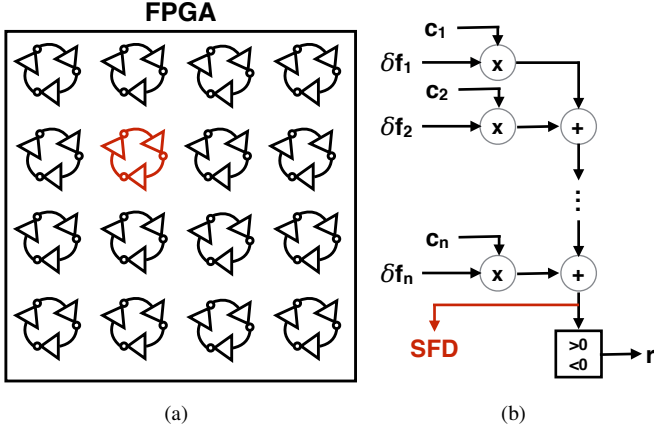 FPGA
c1
δf1
x
c2
δf2
x
+
⋮
cn
δfn
x
+
SFD
>0
<0
r
(a)
(b)